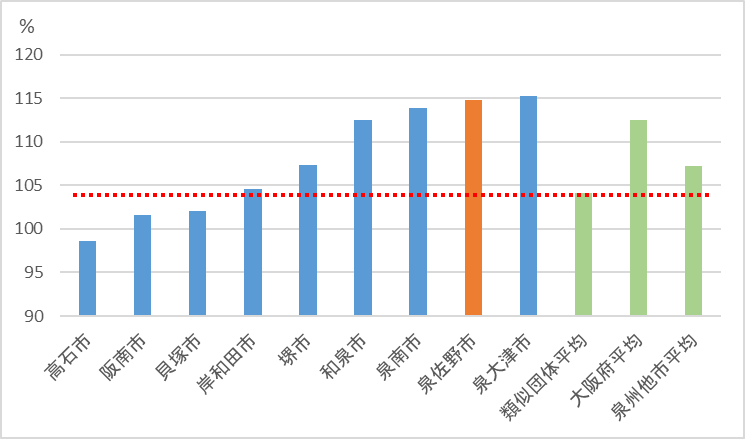 %
120
115
110
105
100
95
90
高石市
阪南市
貝塚市
岸和田市
堺市
和泉市
泉南市
泉佐野市
泉大津市
類似団体平均
大阪府平均
泉州他市平均